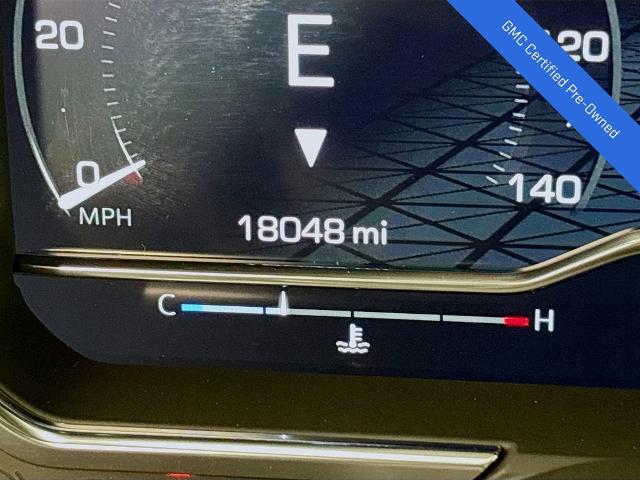 20
E
120
GMC Certified Pre-Owned
0
MPH
140
18048 mi
C
H